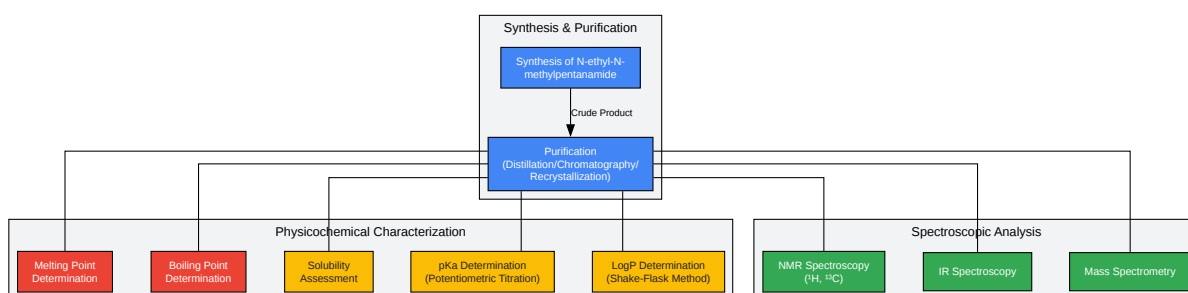 Synthesis & Purification
Synthesis of N-ethyl-N-
methylpentanamide
Crude Product
Purification
(Distillation/Chromatography/
Recrystallization)
Physicochemical Characterization
Melting Point
Determination
Boiling Point
Determination
Solubility
Assessment
pKa Determination
(Potentiometric Titration)
LogP Determination
(Shake-Flask Method)
Spectroscopic Analysis
NMR Spectroscopy
(¹H, ¹³C)
IR Spectroscopy
Mass Spectrometry